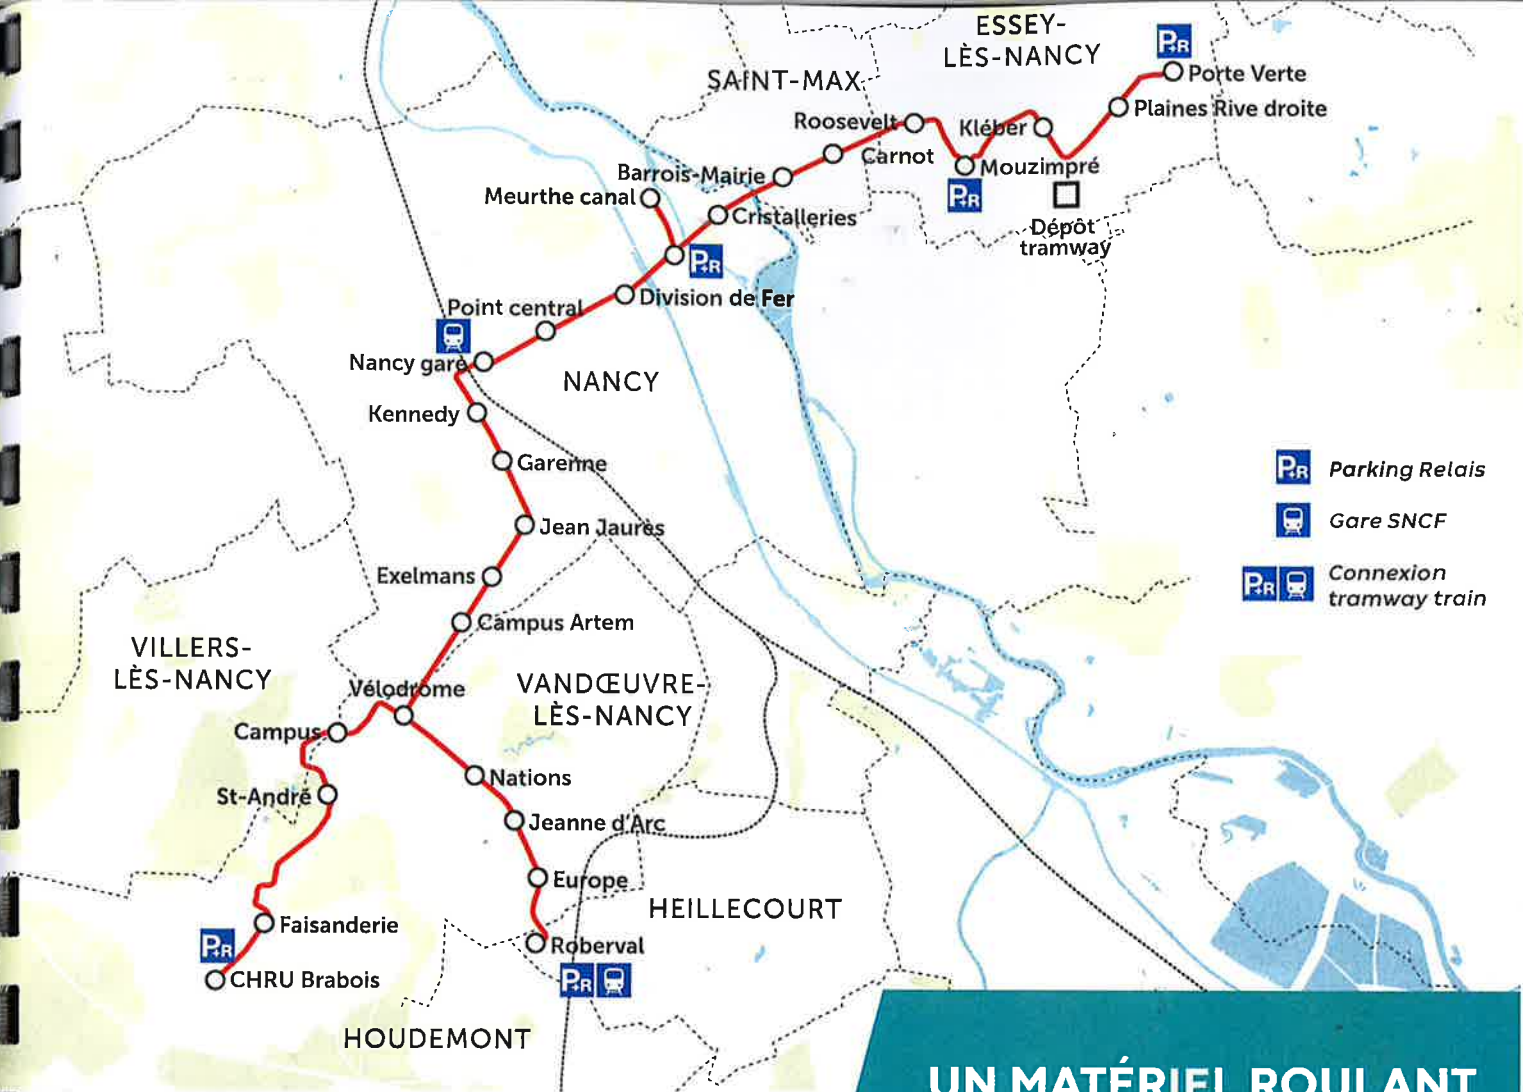 ESSEY-
LÈS-NANCY
P+R
Porte Verte
SAINT-MAX
Plaines Rive droite
Roosevelt
Kléber
Carnot
Mouzimpré
Barrois-Mairie
P+R
Meurthe canal
Cristalleries
Dépôt
tramway
P+R
Division de Fer
Point central
Nancy gare
NANCY
Kennedy
Garenne
P+R Parking Relais
Jean Jaurès
Gare SNCF
Exelmans
P+R Connexion
tramway train
Campus Artem
VILLERS-
LÈS-NANCY
Vélodrome
VANDŒUVRE-
LÈS-NANCY
Campus
Nations
St-André
Jeanne d'Arc
Europe
HEILLECOURT
Faisanderie
P+R
Roberval
CHRU Brabois
P+R
HOUDEMONT
UN MATÉRIEL ROULANT